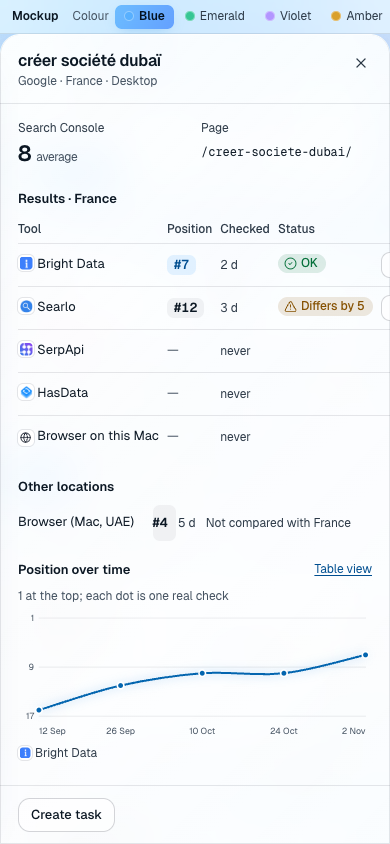 Mockup Colour Blue Emerald Violet Amber
créer société dubaï
Google · France · Desktop
Search Console Page
8 average /creer-societe-dubai/
Results · France
Tool Position Checked Status
Bright Data #7 2 d OK
Searlo #12 3 d Differs by 5
SerpApi — never
HasData — never
Browser on this Mac — never
Other locations
Browser (Mac, UAE) #4 5 d Not compared with France
Position over time Table view
1 at the top; each dot is one real check
1
9
17
12 Sep 26 Sep 10 Oct 24 Oct 2 Nov
Bright Data
Create task